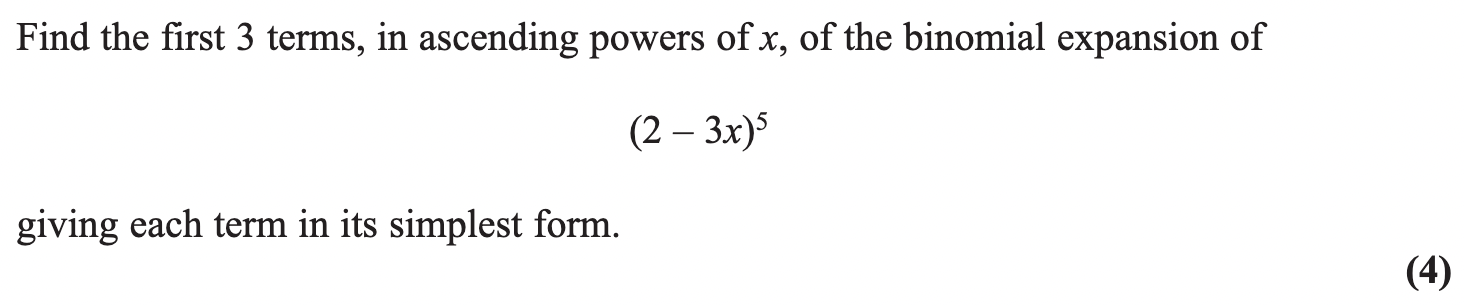 Find the first 3 terms, in ascending powers of x, of the binomial expansion of
(2 – 3x)⁵
giving each term in its simplest form.
(4)